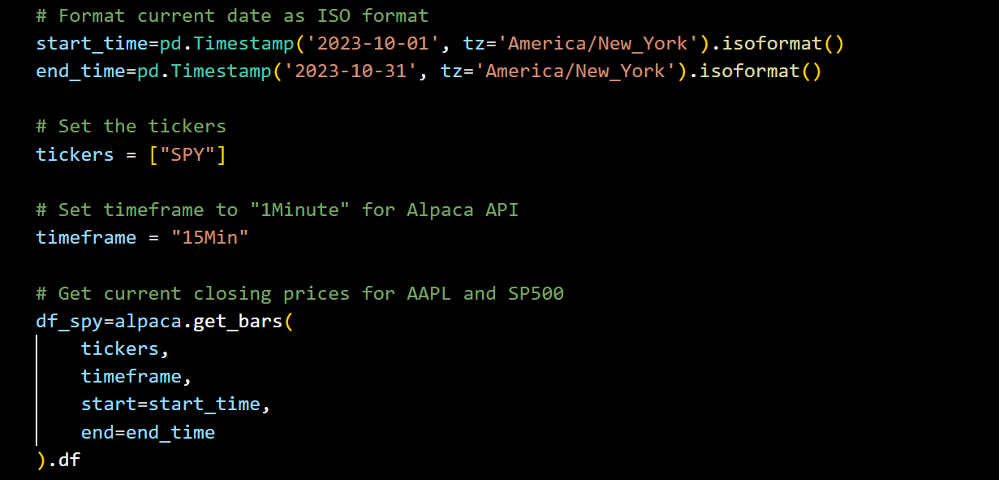 # Format current date as ISO format
start_time=pd.Timestamp('2023-10-01', tz='America/New_York').isoformat()
end_time=pd.Timestamp('2023-10-31', tz='America/New_York').isoformat()
# Set the tickers
tickers = ["SPY"]
# Set timeframe to "1Minute" for Alpaca API
timeframe = "15Min"
# Get current closing prices for AAPL and SP500
df_spy=alpaca.get_bars(
    tickers,
    timeframe,
    start=start_time,
    end=end_time
).df